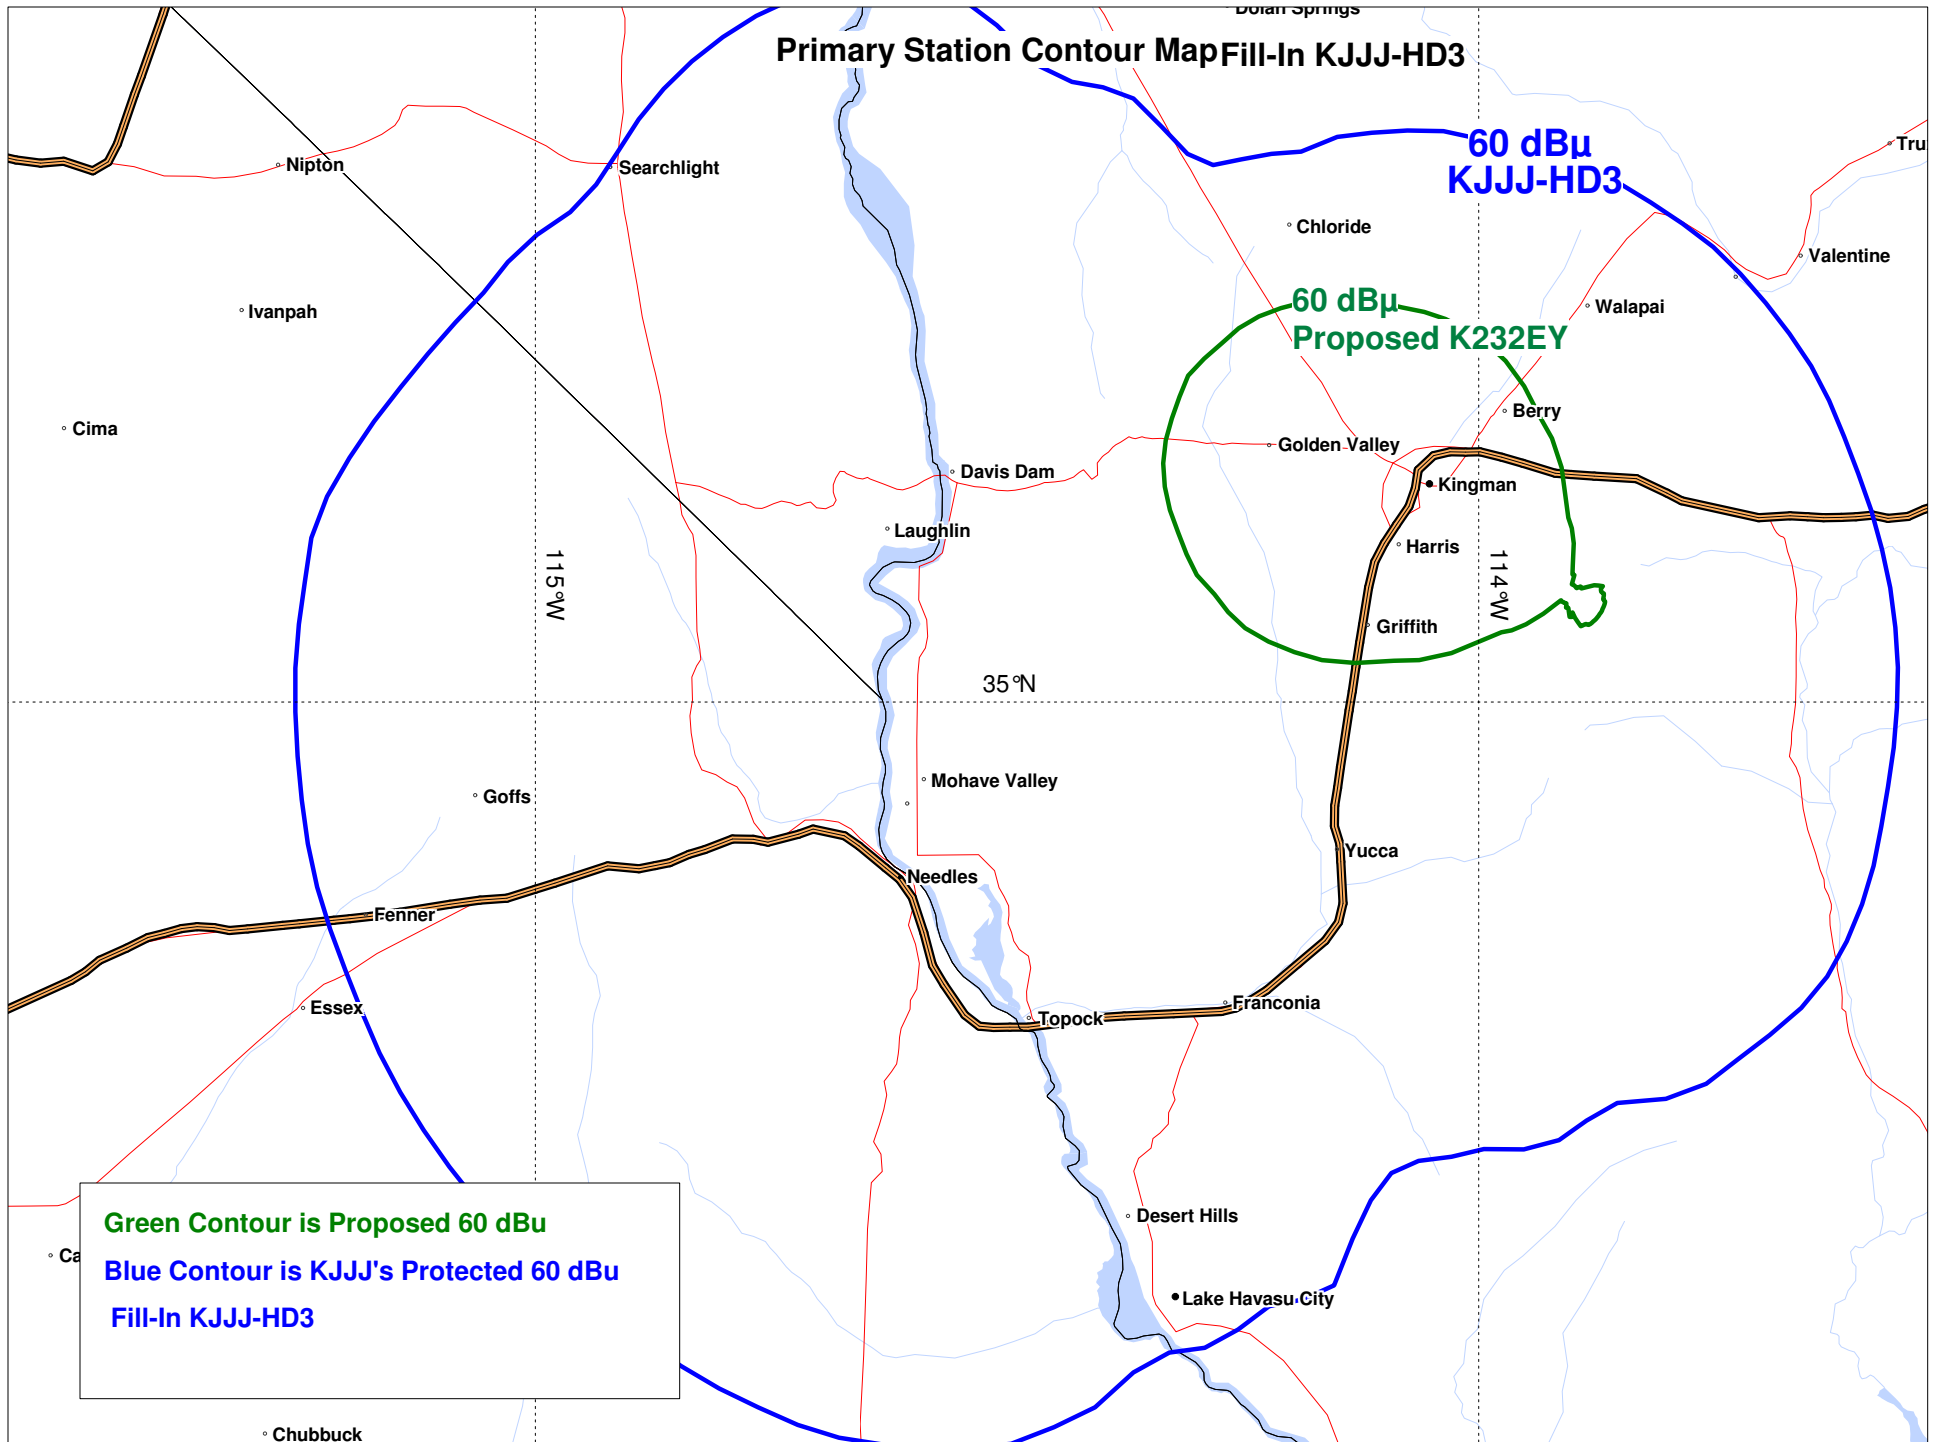 Dolan Springs
Primary Station Contour Map Fill-In KJJJ-HD3
60 dBµ
KJJJ-HD3
Tru
Nipton
Searchlight
Chloride
Valentine
Ivanpah
60 dBµ
Proposed K232EY
Walapai
Cima
Berry
Golden Valley
Davis Dam
Kingman
Laughlin
Harris
115°W
114°W
Griffith
35°N
Mohave Valley
Goffs
Yucca
Needles
Fenner
Essex
Franconia
Topock
Desert Hills
Green Contour is Proposed 60 dBu
Ca
Blue Contour is KJJJ's Protected 60 dBu
Fill-In KJJJ-HD3
Lake Havasu City
Chubbuck